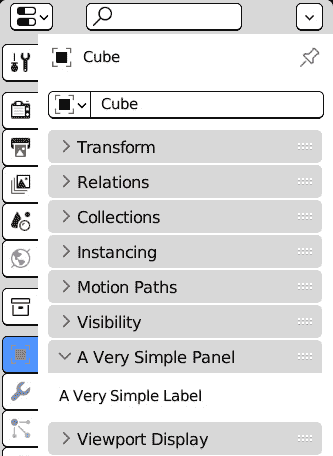 Cube
Cube
Transform
Relations
Collections
Instancing
Motion Paths
Visibility
A Very Simple Panel
A Very Simple Label
Viewport Display